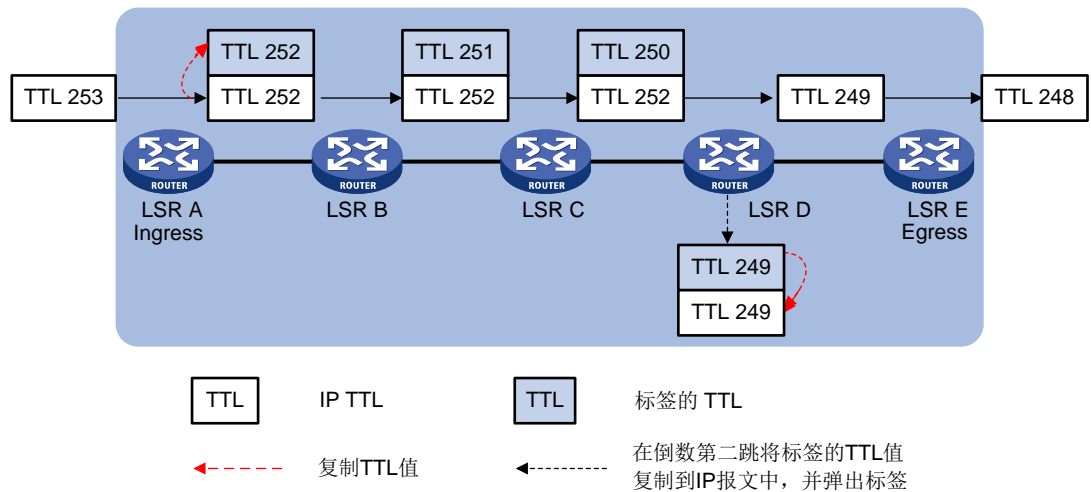 TTL 252
TTL 251
TTL 250
TTL 253
TTL 252
TTL 252
TTL 252
TTL 249
TTL 248
ROUTER
ROUTER
ROUTER
ROUTER
ROUTER
LSR A
Ingress
LSR B
LSR C
LSR D
LSR E
Egress
TTL 249
TTL 249
TTL
IP TTL
TTL
标签的 TTL
复制TTL值
在倒数第二跳将标签的TTL值
复制到IP报文中，并弹出标签